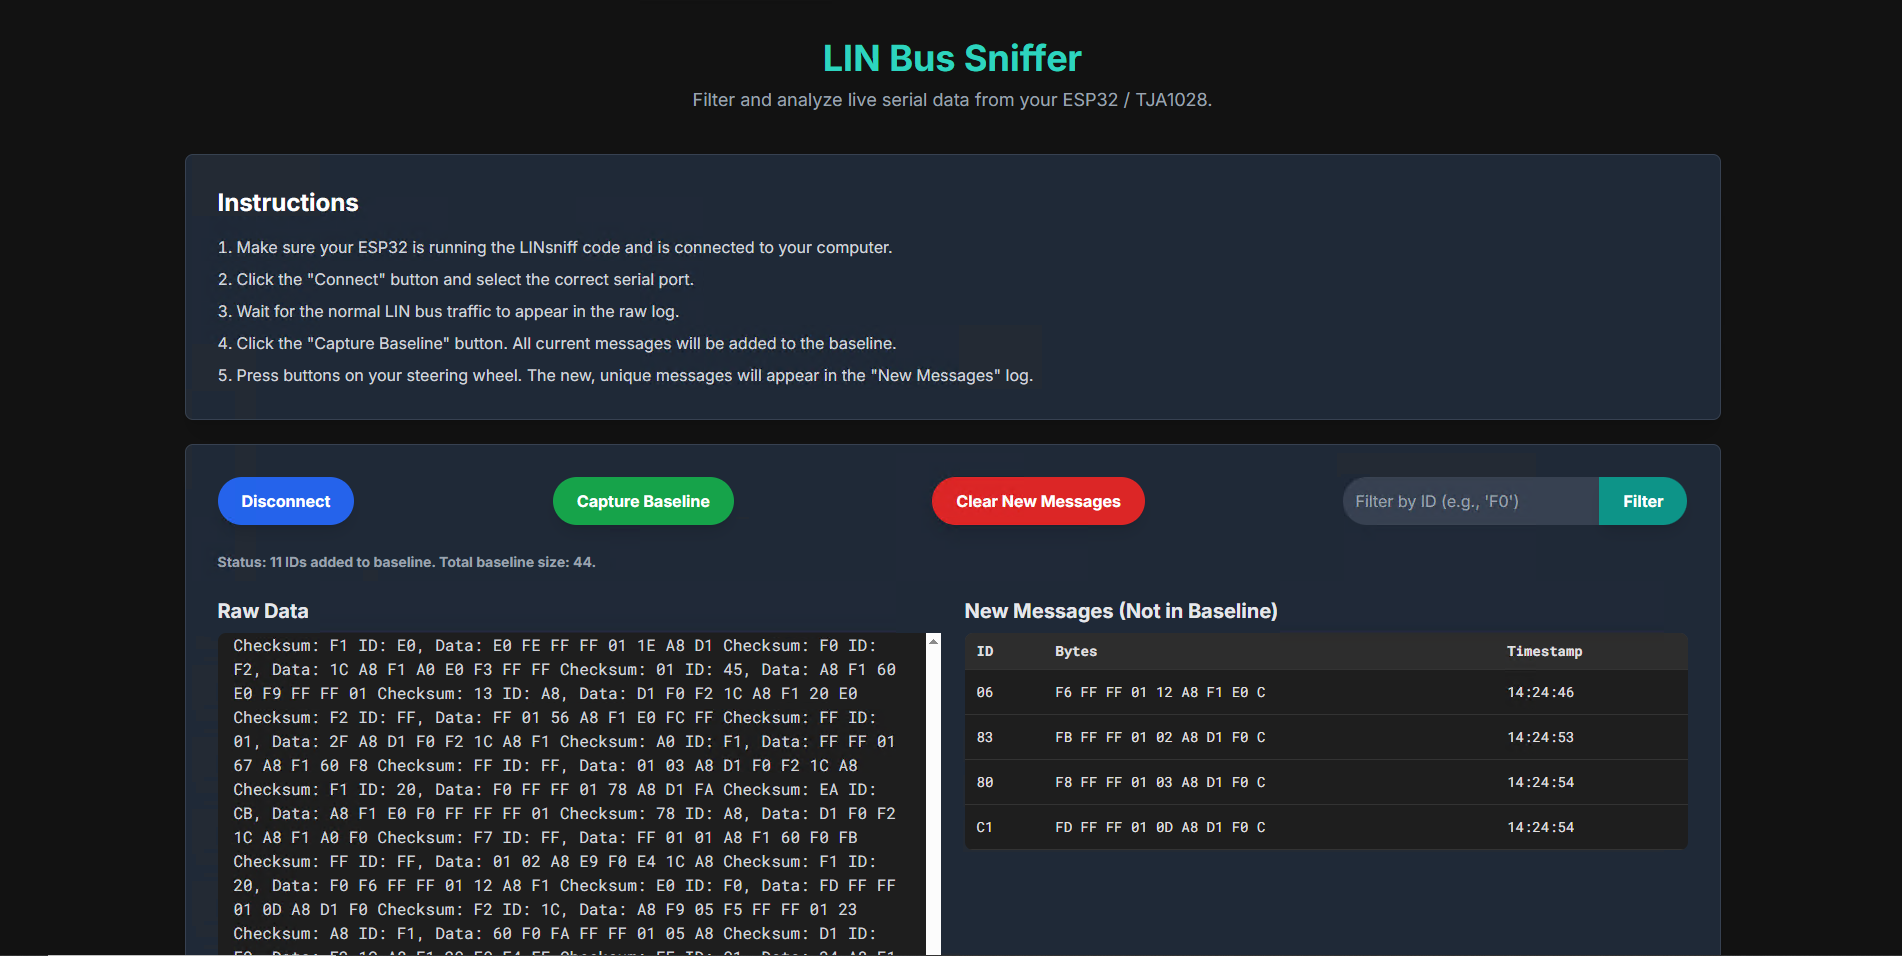 LIN Bus Sniffer
Filter and analyze live serial data from your ESP32 / TJA1028.
Instructions
1. Make sure your ESP32 is running the LINsniff code and is connected to your computer.
2. Click the "Connect" button and select the correct serial port.
3. Wait for the normal LIN bus traffic to appear in the raw log.
4. Click the "Capture Baseline" button. All current messages will be added to the baseline.
5. Press buttons on your steering wheel. The new, unique messages will appear in the "New Messages" log.
Disconnect
Capture Baseline
Clear New Messages
Filter by ID (e.g., 'F0')
Filter
Status: 11 IDs added to baseline. Total baseline size: 44.
Raw Data
Checksum: F1 ID: E0, Data: E0 FE FF FF 01 1E A8 D1 Checksum: F0 ID:
F2, Data: 1C A8 F1 A0 E0 F3 FF FF Checksum: 01 ID: 45, Data: A8 F1 60
E0 F9 FF FF 01 Checksum: 13 ID: A8, Data: D1 F0 F2 1C A8 F1 20 E0
Checksum: F2 ID: FF, Data: FF 01 56 A8 F1 E0 FC FF Checksum: FF ID:
01, Data: 2F A8 D1 F0 F2 1C A8 F1 Checksum: A0 ID: F1, Data: FF FF 01
67 A8 F1 60 F8 Checksum: FF ID: FF, Data: 01 03 A8 D1 F0 F2 1C A8
Checksum: F1 ID: 20, Data: F0 FF FF 01 78 A8 D1 FA Checksum: EA ID:
CB, Data: A8 F1 E0 F0 FF FF FF 01 Checksum: 78 ID: A8, Data: D1 F0 F2
1C A8 F1 A0 F0 Checksum: F7 ID: FF, Data: FF 01 01 A8 F1 60 F0 FB
Checksum: FF ID: FF, Data: 01 02 A8 E9 F0 E4 1C A8 Checksum: F1 ID:
20, Data: F0 F6 FF FF 01 12 A8 F1 Checksum: E0 ID: F0, Data: FD FF FF
01 0D A8 D1 F0 Checksum: F2 ID: 1C, Data: A8 F9 05 F5 FF FF 01 23
Checksum: A8 ID: F1, Data: 60 F0 FA FF FF 01 05 A8 Checksum: D1 ID:
New Messages (Not in Baseline)
ID Bytes Timestamp
06 F6 FF FF 01 12 A8 F1 E0 C 14:24:46
83 FB FF FF 01 02 A8 D1 F0 C 14:24:53
80 F8 FF FF 01 03 A8 D1 F0 C 14:24:54
C1 FD FF FF 01 0D A8 D1 F0 C 14:24:54